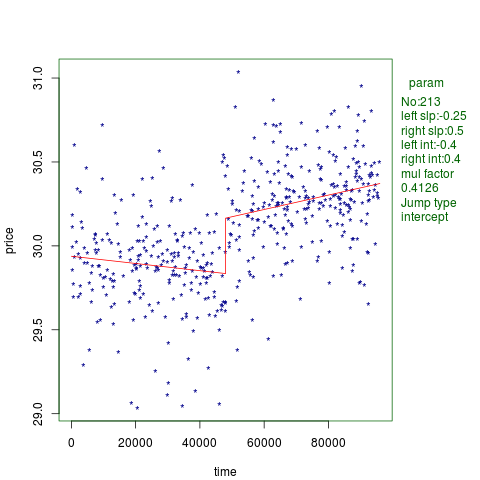 param
No:213
left slp:-0.25
right slp:0.5
left int:-0.4
right int:0.4
mul factor
0.4126
Jump type
intercept
31.0
30.5
30.0
29.5
29.0
price
0 20000 40000 60000 80000
time